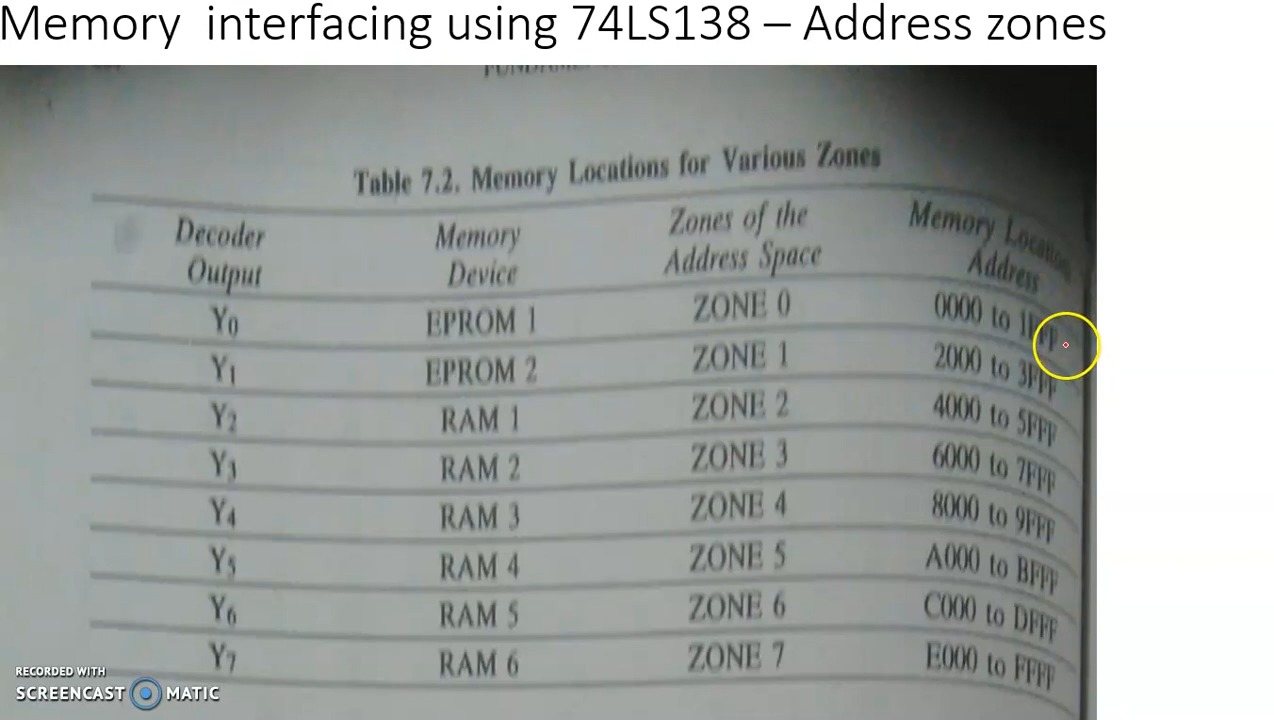 Memory interfacing using 74LS138 – Address zones
Table 7.2. Memory Locations for Various Zones
Decoder Output Memory Device Zones of the Address Space Memory Location Address
Y0 EPROM 1 ZONE 0 0000 to 1FFF
Y1 EPROM 2 ZONE 1 2000 to 3FFF
Y2 RAM 1 ZONE 2 4000 to 5FFF
Y3 RAM 2 ZONE 3 6000 to 7FFF
Y4 RAM 3 ZONE 4 8000 to 9FFF
Y5 RAM 4 ZONE 5 A000 to BFFF
Y6 RAM 5 ZONE 6 C000 to DFFF
Y7 RAM 6 ZONE 7 E000 to FFFF
RECORDED WITH
SCREENCAST MATIC